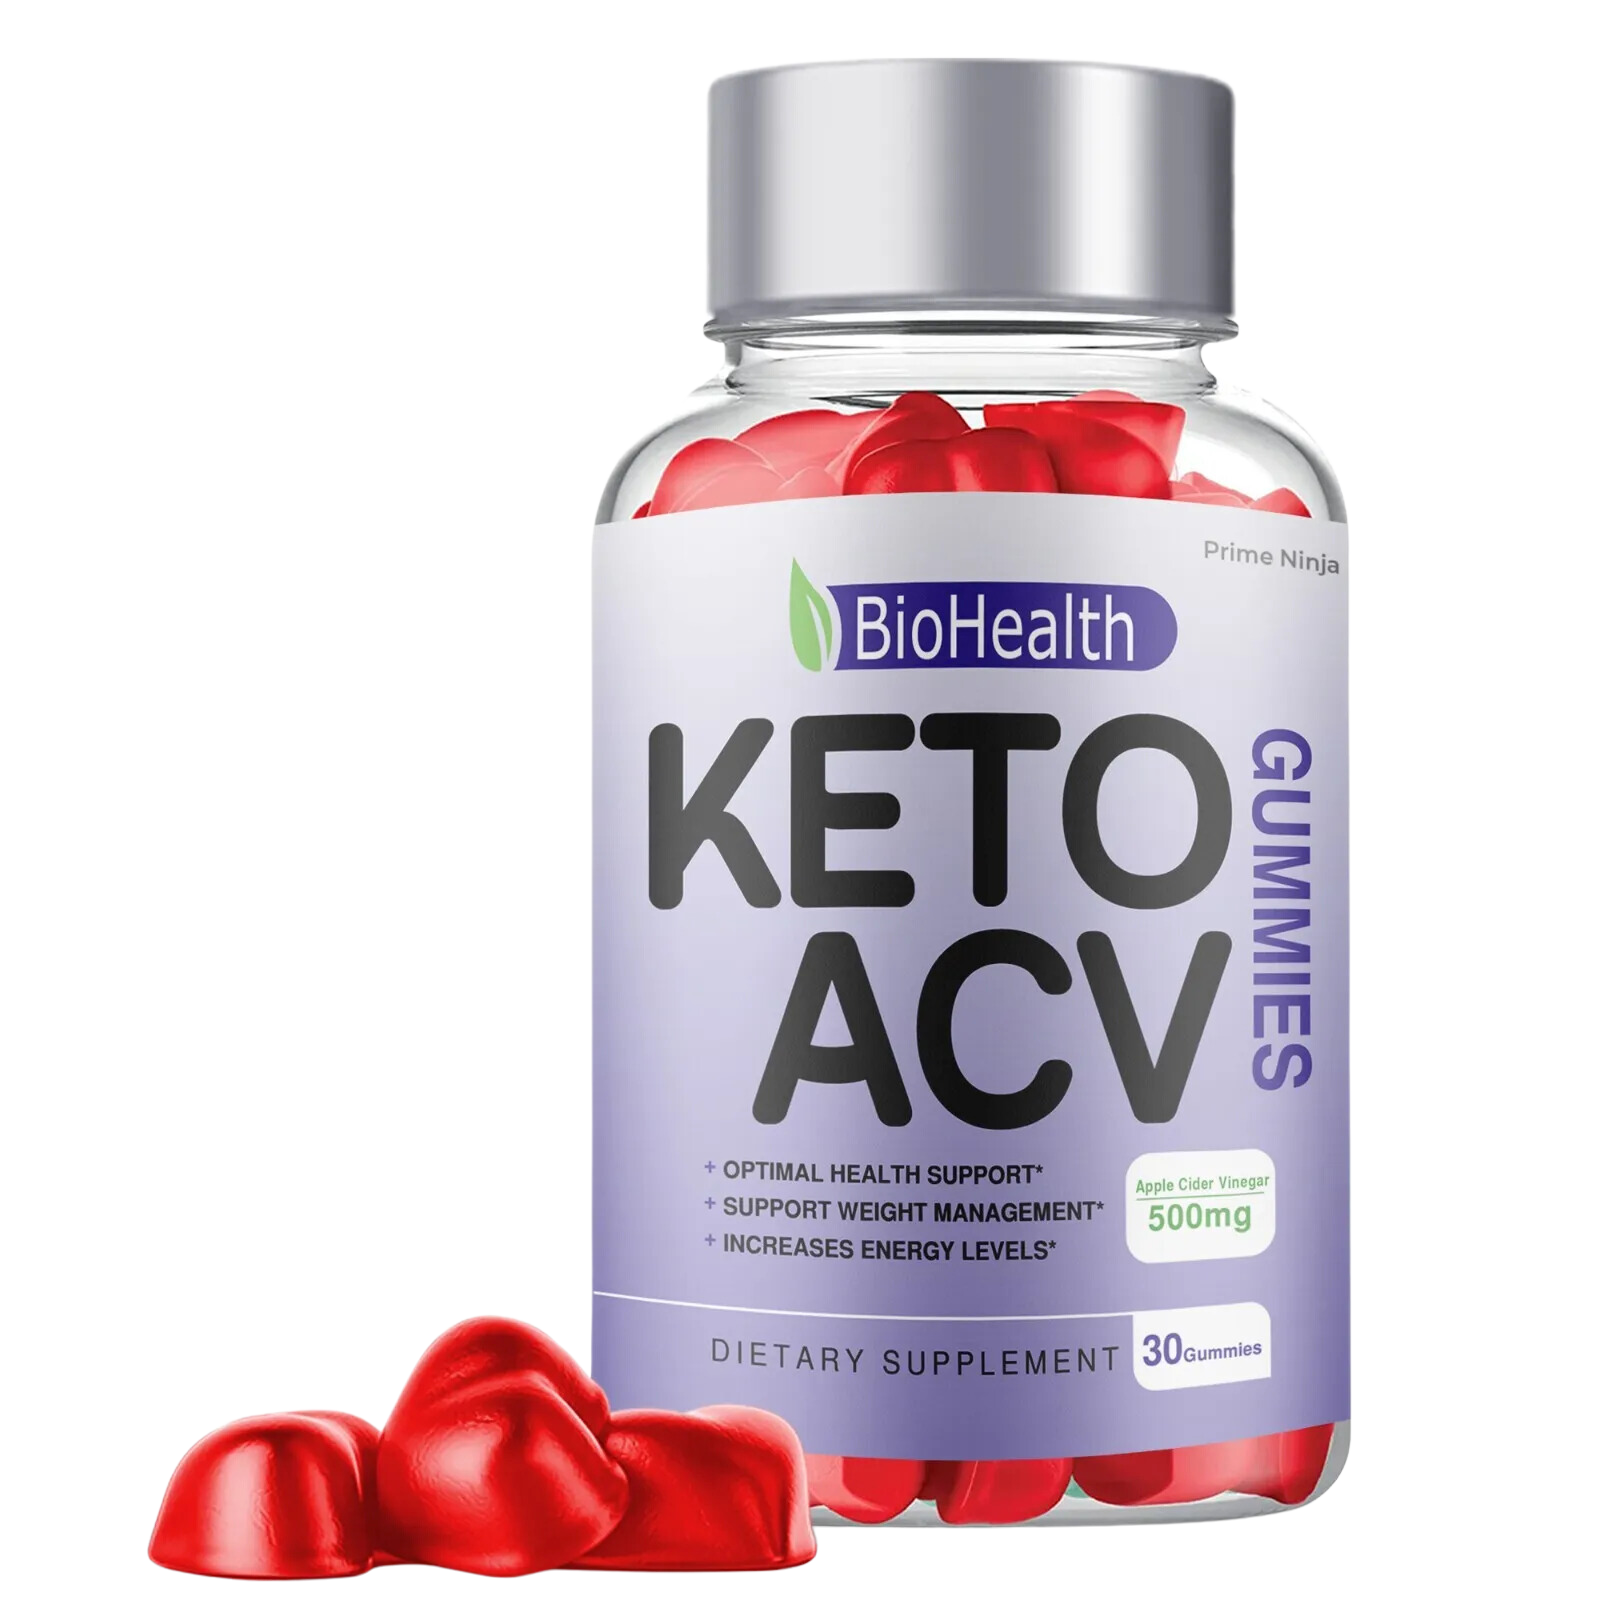 Prime Ninja
BioHealth
KETO
ACV
GUMMIES
+ OPTIMAL HEALTH SUPPORT*
+ SUPPORT WEIGHT MANAGEMENT*
+ INCREASES ENERGY LEVELS*
Apple Cider Vinegar
500mg
DIETARY SUPPLEMENT
30Gummies